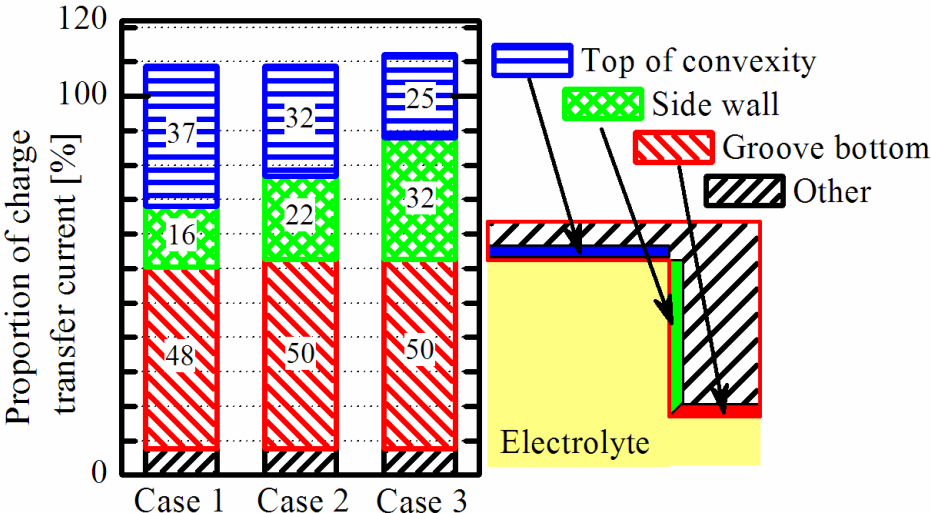 Proportion of charge
transfer current [%]
120
100
0
37
16
48
32
22
50
25
32
50
Case 1
Case 2
Case 3
Top of convexity
Side wall
Groove bottom
Other
Electrolyte